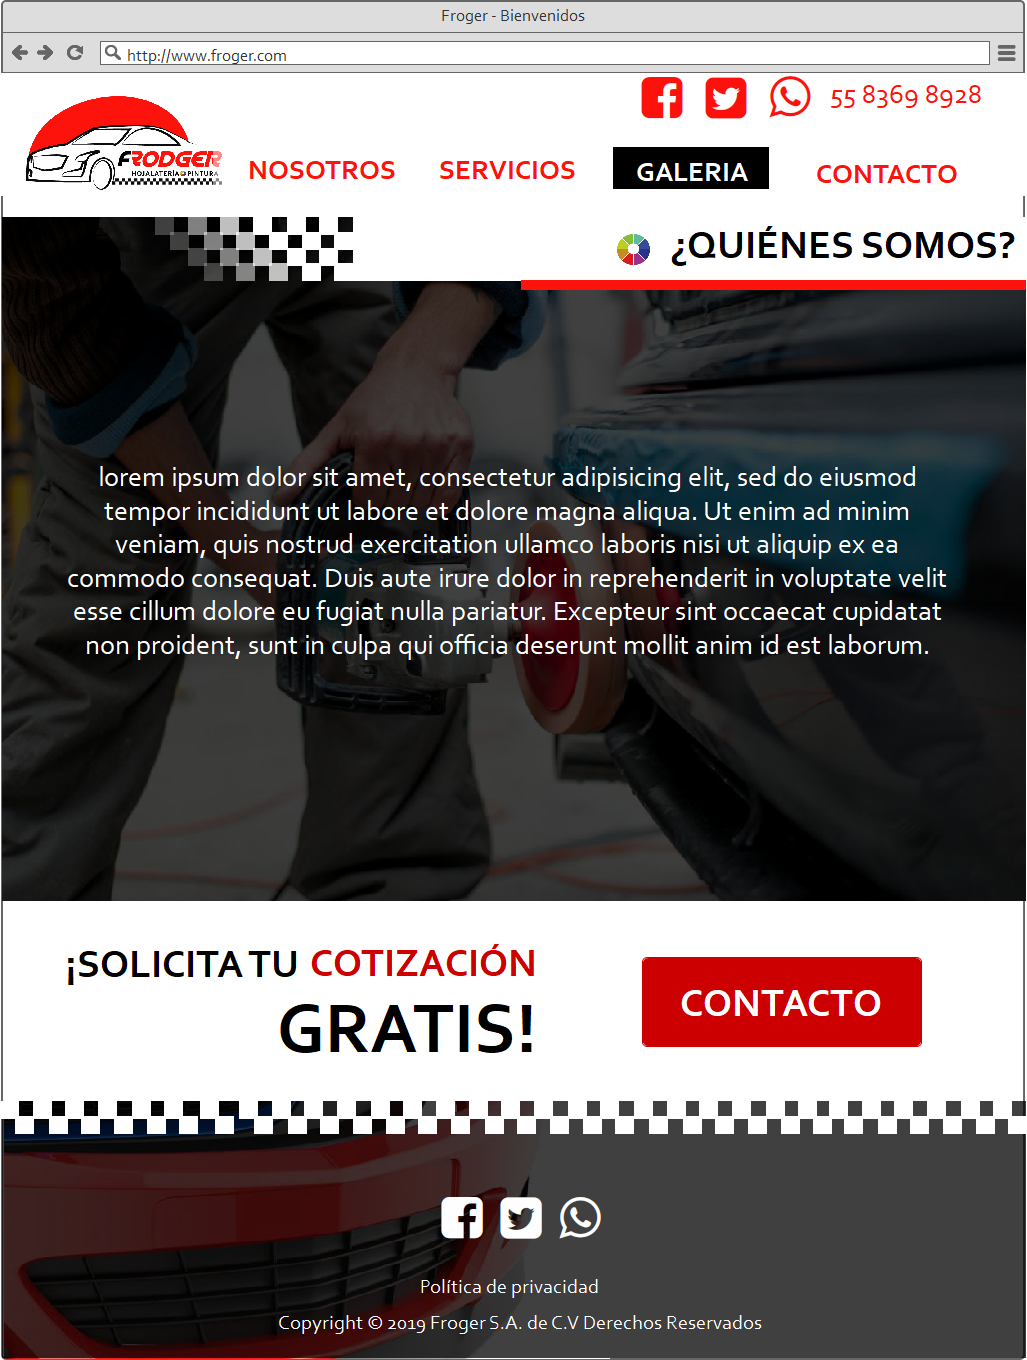 Froger - Bienvenidos
http://www.froger.com
55 8369 8928
FRODGER
HOJALATERÍA PINTURA
NOSOTROS SERVICIOS GALERIA CONTACTO
¿QUIÉNES SOMOS?
lorem ipsum dolor sit amet, consectetur adipisicing elit, sed do eiusmod
tempor incididunt ut labore et dolore magna aliqua. Ut enim ad minim
veniam, quis nostrud exercitation ullamco laboris nisi ut aliquip ex ea
commodo consequat. Duis aute irure dolor in reprehenderit in voluptate velit
esse cillum dolore eu fugiat nulla pariatur. Excepteur sint occaecat cupidatat
non proident, sunt in culpa qui officia deserunt mollit anim id est laborum.
¡SOLICITA TU COTIZACIÓN
GRATIS!
CONTACTO
Política de privacidad
Copyright © 2019 Froger S.A. de C.V Derechos Reservados